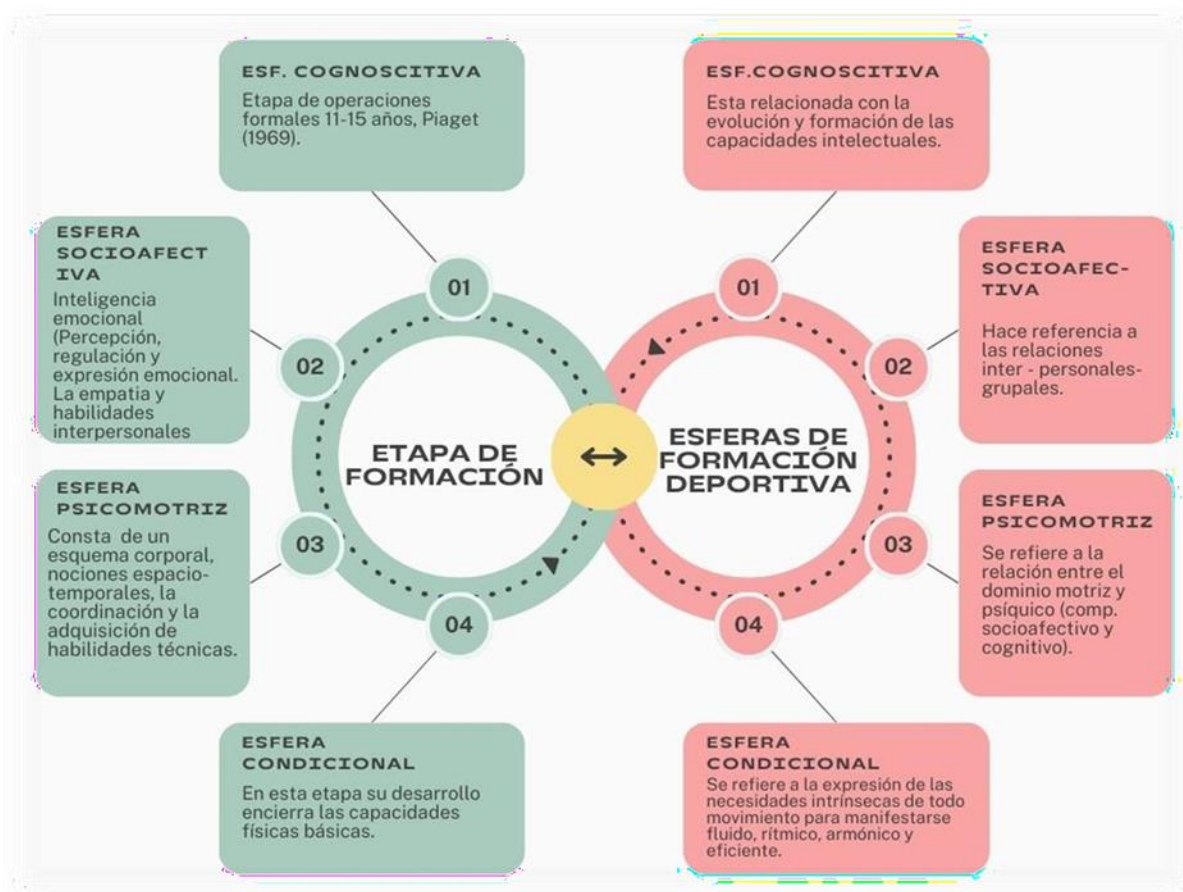 ESF. COGNOSCITIVA
Etapa de operaciones
formales 11-15 años, Piaget
(1969).
ESFERA
SOCIOAFECT
IVA
Inteligencia
emocional
(Percepción,
regulación y
expresión emocional.
La empatia y
habilidades
interpersonales
ESFERA
PSICOMOTRIZ
Consta de un
esquema corporal,
nociones espacio-
temporales, la
coordinación y la
adquisición de
habilidades técnicas.
ESFERA
CONDICIONAL
En esta etapa su desarrollo
encierra las capacidades
físicas básicas.
01
02
03
04
ETAPA DE
FORMACIÓN
ESFERAS DE
FORMACIÓN
DEPORTIVA
01
02
03
04
ESF.COGNOSCITIVA
Esta relacionada con la
evolución y formación de las
capacidades intelectuales.
ESFERA
SOCIOAFEC-
TIVA
Hace referencia a
las relaciones
inter - personales-
grupales.
ESFERA
PSICOMOTRIZ
Se refiere a la
relación entre el
dominio motriz y
psíquico (comp.
socioafectivo y
cognitivo).
ESFERA
CONDICIONAL
Se refiere a la expresión de las
necesidades intrínsecas de todo
movimiento para manifestarse
fluido, rítmico, armónico y
eficiente.